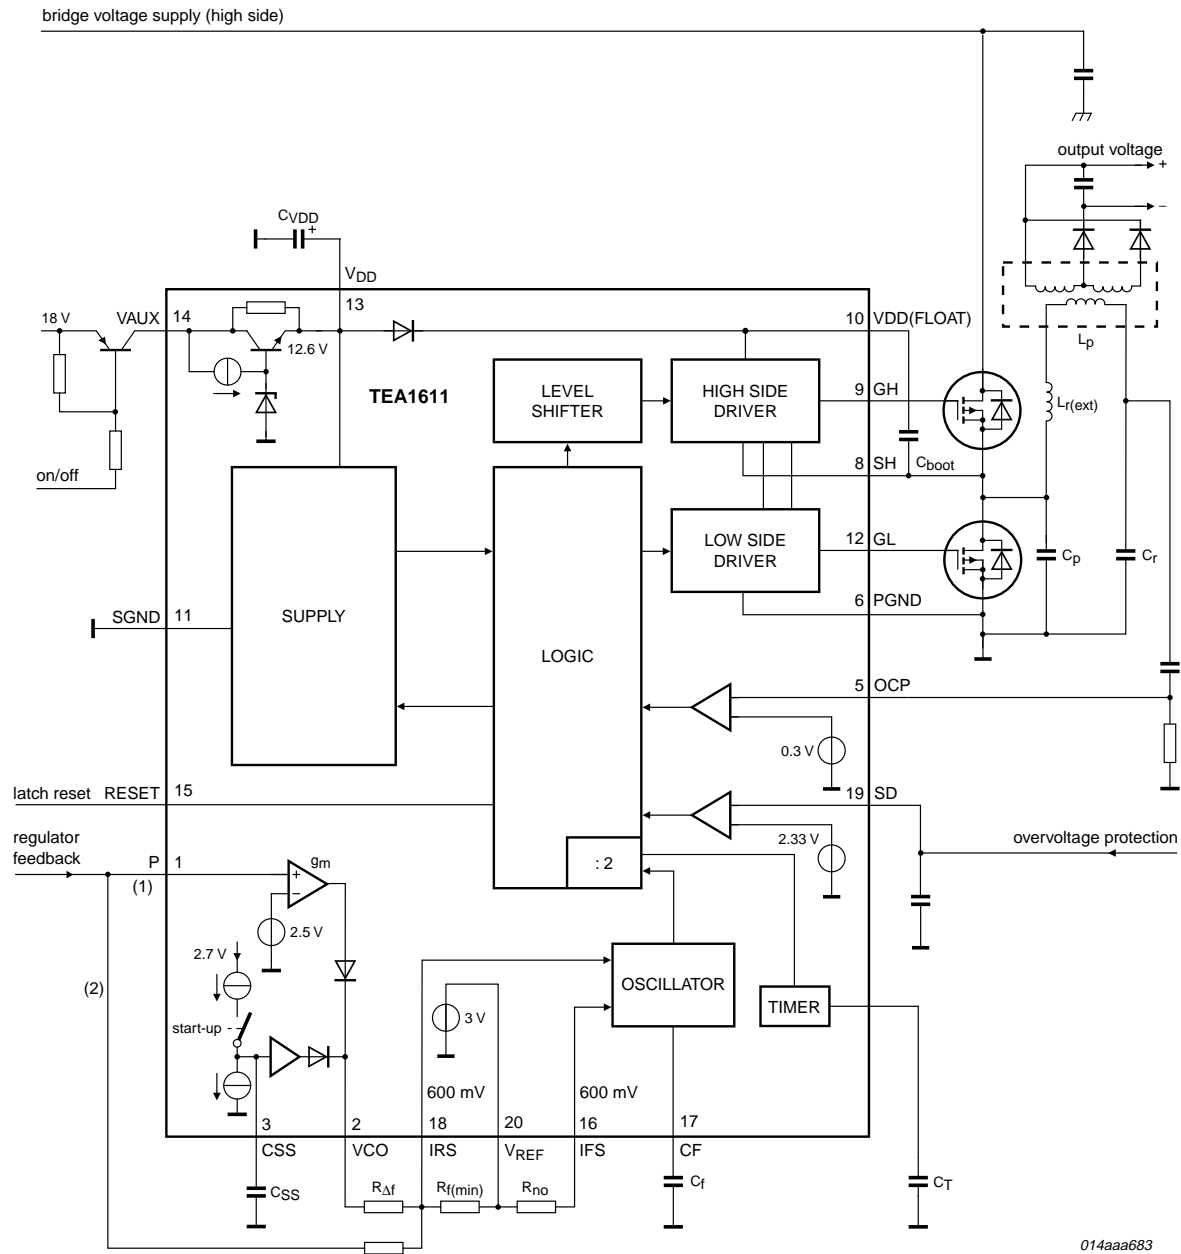 bridge voltage supply (high side)
output voltage
+
−
CVDD
+
VDD
13
18 V
VAUX
14
12.6 V
TEA1611
10
VDD(FLOAT)
Lp
LEVEL
SHIFTER
HIGH SIDE
DRIVER
9
GH
Lr(ext)
on/off
8
SH
Cboot
LOW SIDE
DRIVER
12
GL
Cp
Cr
6
PGND
SGND
11
SUPPLY
LOGIC
5
OCP
0.3 V
latch reset
RESET
15
19
SD
2.33 V
overvoltage protection
regulator
feedback
P
1
(1)
gm
+
−
: 2
2.5 V
2.7 V
(2)
OSCILLATOR
TIMER
start-up
3 V
600 mV
600 mV
3
2
18
20
16
17
CSS
VCO
IRS
VREF
IFS
CF
CSS
RΔf
Rf(min)
Rno
Cf
CT
014aaa683